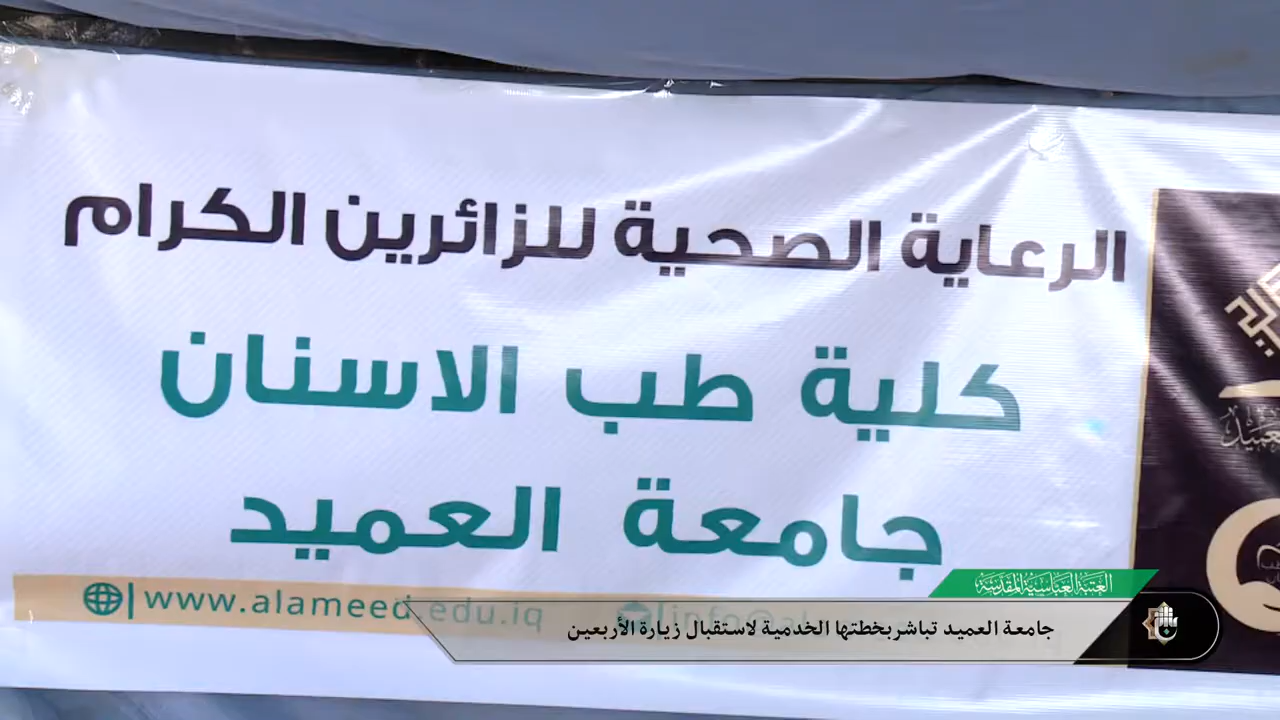 الرعاية الصحية للزائرين الكرام
كلية طب الاسنان
جامعة العميد
www.alameed.edu.iq
العميد
العتبة العباسية المقدسة
جامعة العميد تباشر بخطتها الخدمية لاستقبال زيارة الأربعين